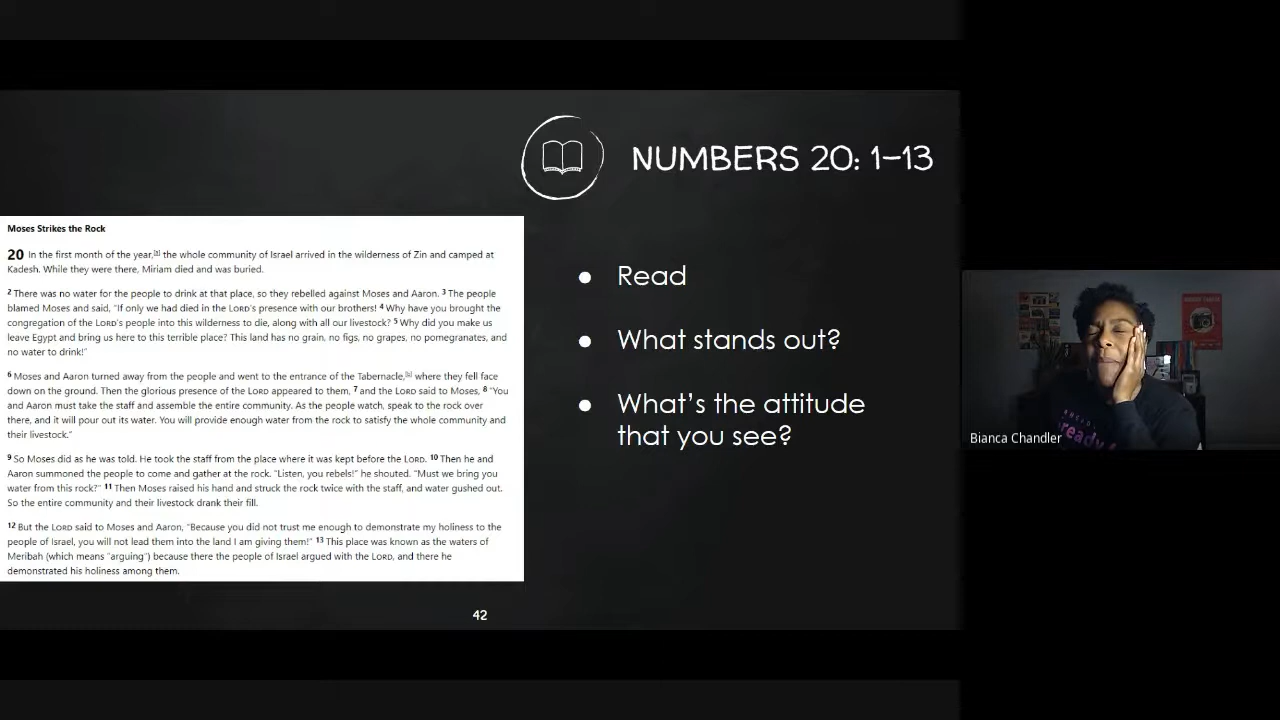 NUMBERS 20: 1–13
Moses Strikes the Rock
20 In the first month of the year,[a] the whole community of Israel arrived in the wilderness of Zin and camped at
Kadesh. While they were there, Miriam died and was buried.
2 There was no water for the people to drink at that place, so they rebelled against Moses and Aaron. 3 The people
blamed Moses and said, “If only we had died in the LORD’s presence with our brothers! 4 Why have you brought the
congregation of the LORD’s people into this wilderness to die, along with all our livestock? 5 Why did you make us
leave Egypt and bring us here to this terrible place? This land has no grain, no figs, no grapes, no pomegranates, and
no water to drink!”
6 Moses and Aaron turned away from the people and went to the entrance of the Tabernacle,[b] where they fell face
down on the ground. Then the glorious presence of the LORD appeared to them, 7 and the LORD said to Moses, 8 “You
and Aaron must take the staff and assemble the entire community. As the people watch, speak to the rock over
there, and it will pour out its water. You will provide enough water from the rock to satisfy the whole community and
their livestock.”
9 So Moses did as he was told. He took the staff from the place where it was kept before the LORD. 10 Then he and
Aaron summoned the people to come and gather at the rock. “Listen, you rebels!” he shouted. “Must we bring you
water from this rock?” 11 Then Moses raised his hand and struck the rock twice with the staff, and water gushed out.
So the entire community and their livestock drank their fill.
12 But the LORD said to Moses and Aaron, “Because you did not trust me enough to demonstrate my holiness to the
people of Israel, you will not lead them into the land I am giving them!” 13 This place was known as the waters of
Meribah (which means “arguing”) because there the people of Israel argued with the LORD, and there he
demonstrated his holiness among them.
● Read
● What stands out?
● What’s the attitude
that you see?
42
Bianca Chandler